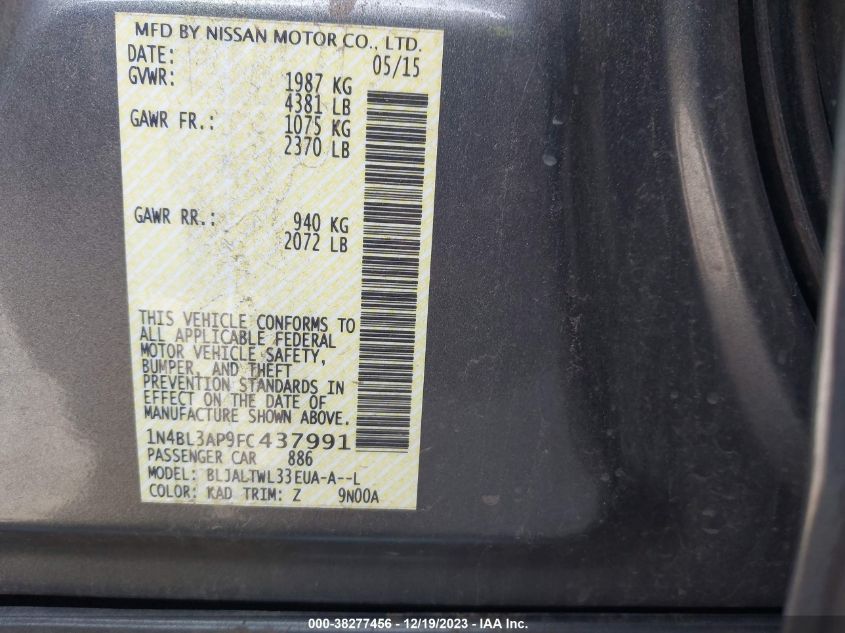 MFD BY NISSAN MOTOR CO., LTD.
DATE: 05/15
GVWR: 1987 KG
4381 LB
GAWR FR.: 1075 KG
2370 LB
GAWR RR.: 940 KG
2072 LB
THIS VEHICLE CONFORMS TO
ALL APPLICABLE FEDERAL
MOTOR VEHICLE SAFETY,
BUMPER, AND THEFT
PREVENTION STANDARDS IN
EFFECT ON THE DATE OF
MANUFACTURE SHOWN ABOVE.
1N4BL3AP9FC437991
PASSENGER CAR 886
MODEL: BLJALTWL33EUA-A--L
COLOR: KAD TRIM: Z 9N00A
000-38277456 - 12/19/2023 - IAA Inc.